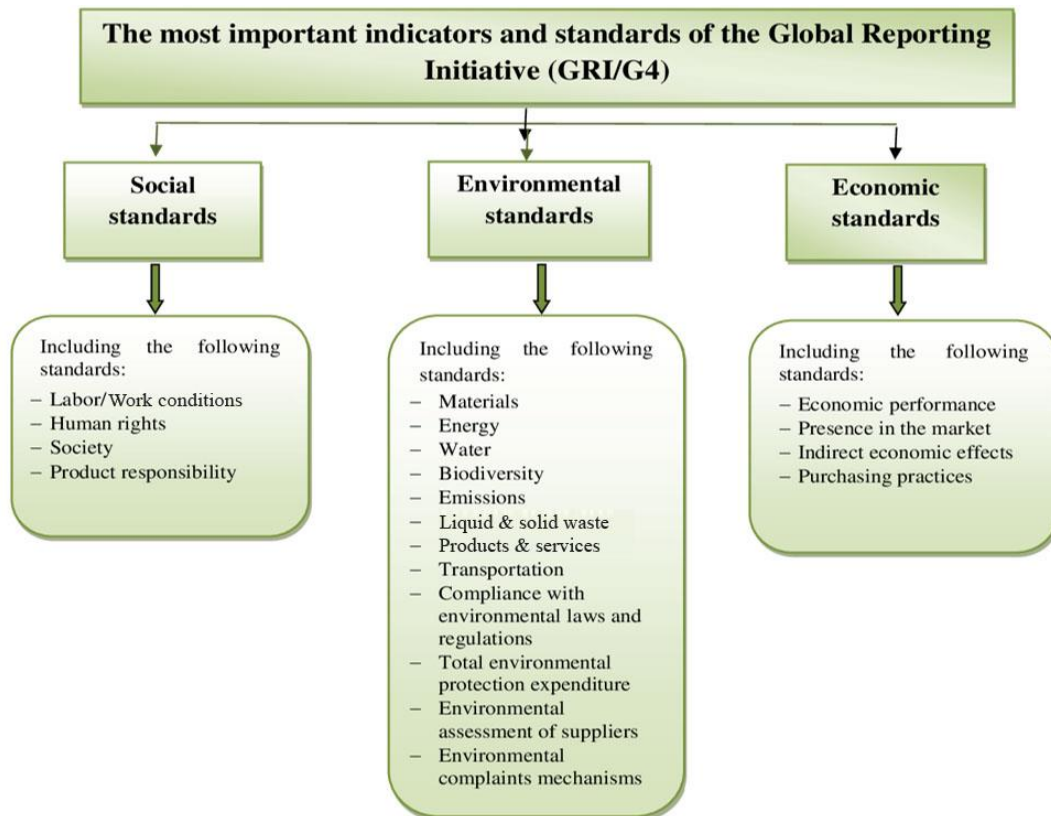 The most important indicators and standards of the Global Reporting
Initiative (GRI/G4)
Social
standards
Environmental
standards
Economic
standards
Including the following
standards:
– Labor/Work conditions
– Human rights
– Society
– Product responsibility
Including the following
standards:
– Materials
– Energy
– Water
– Biodiversity
– Emissions
– Liquid & solid waste
– Products & services
– Transportation
– Compliance with
environmental laws and
regulations
– Total environmental
protection expenditure
– Environmental
assessment of suppliers
– Environmental
complaints mechanisms
Including the following
standards:
– Economic performance
– Presence in the market
– Indirect economic effects
– Purchasing practices